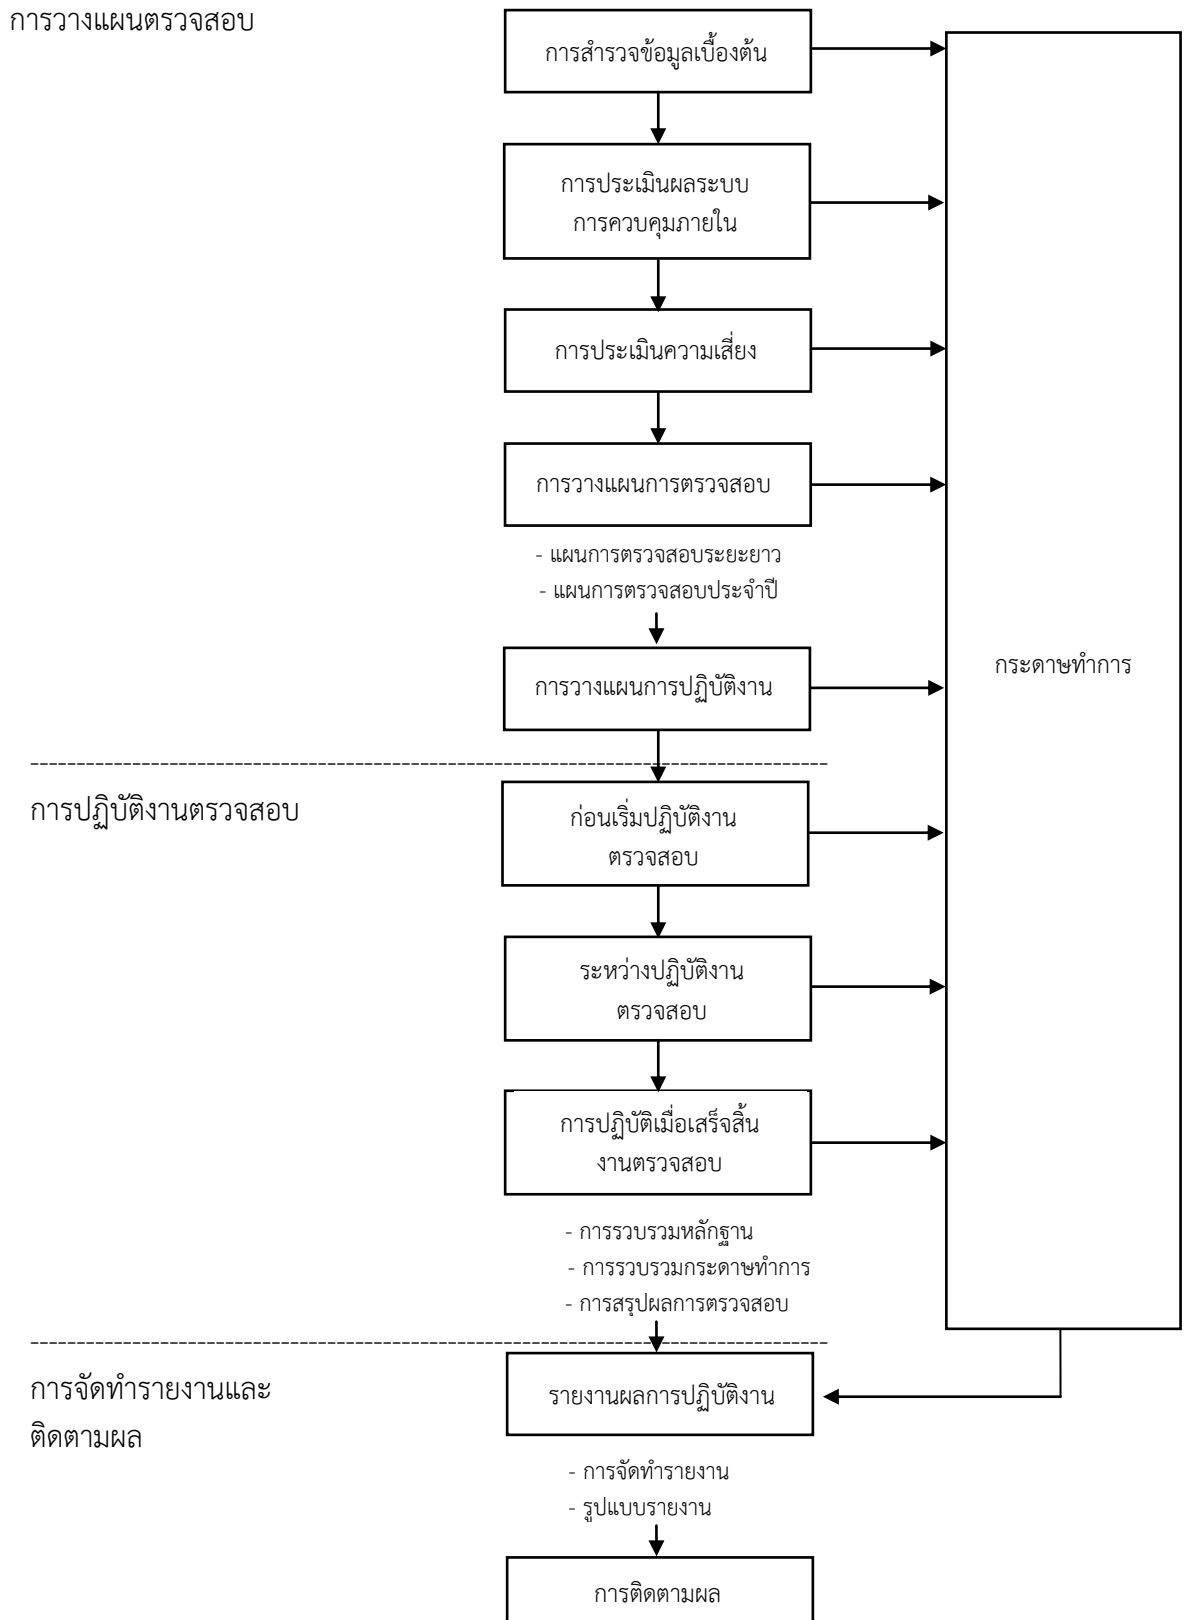 การวางแผนตรวจสอบ
การสำรวจข้อมูลเบื้องต้น
การประเมินผลระบบ
การควบคุมภายใน
การประเมินความเสี่ยง
การวางแผนการตรวจสอบ
- แผนการตรวจสอบระยะยาว
- แผนการตรวจสอบประจำปี
การวางแผนการปฏิบัติงาน
กระดาษทำการ
การปฏิบัติงานตรวจสอบ
ก่อนเริ่มปฏิบัติงาน
ตรวจสอบ
ระหว่างปฏิบัติงาน
ตรวจสอบ
การปฏิบัติเมื่อเสร็จสิ้น
งานตรวจสอบ
- การรวบรวมหลักฐาน
- การรวบรวมกระดาษทำการ
- การสรุปผลการตรวจสอบ
การจัดทำรายงานและ
ติดตามผล
รายงานผลการปฏิบัติงาน
- การจัดทำรายงาน
- รูปแบบรายงาน
การติดตามผล